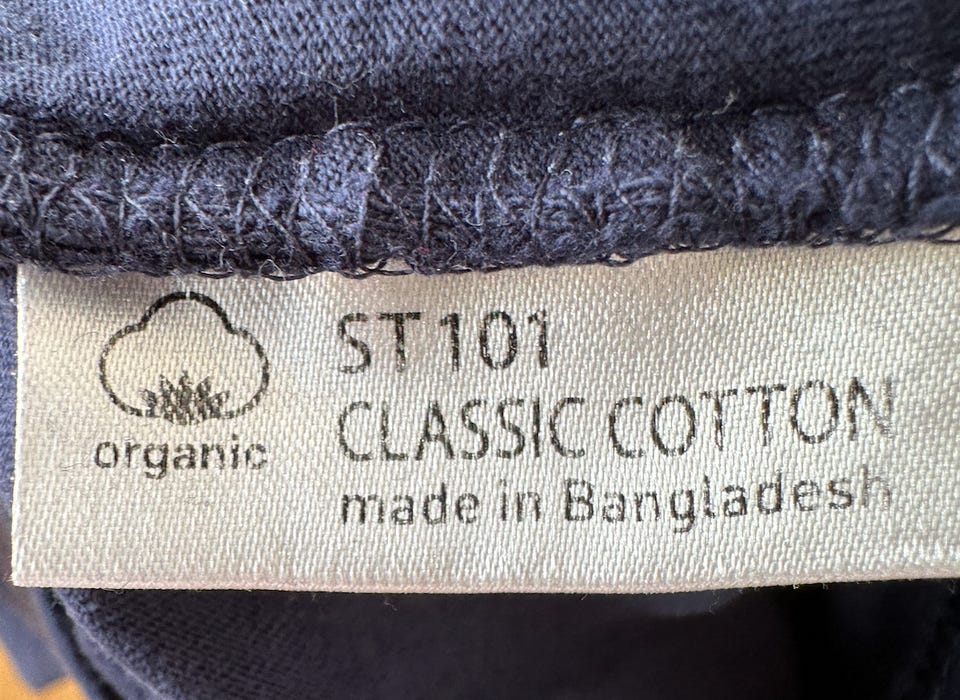 organic
ST101
CLASSIC COTTON
made in Bangladesh